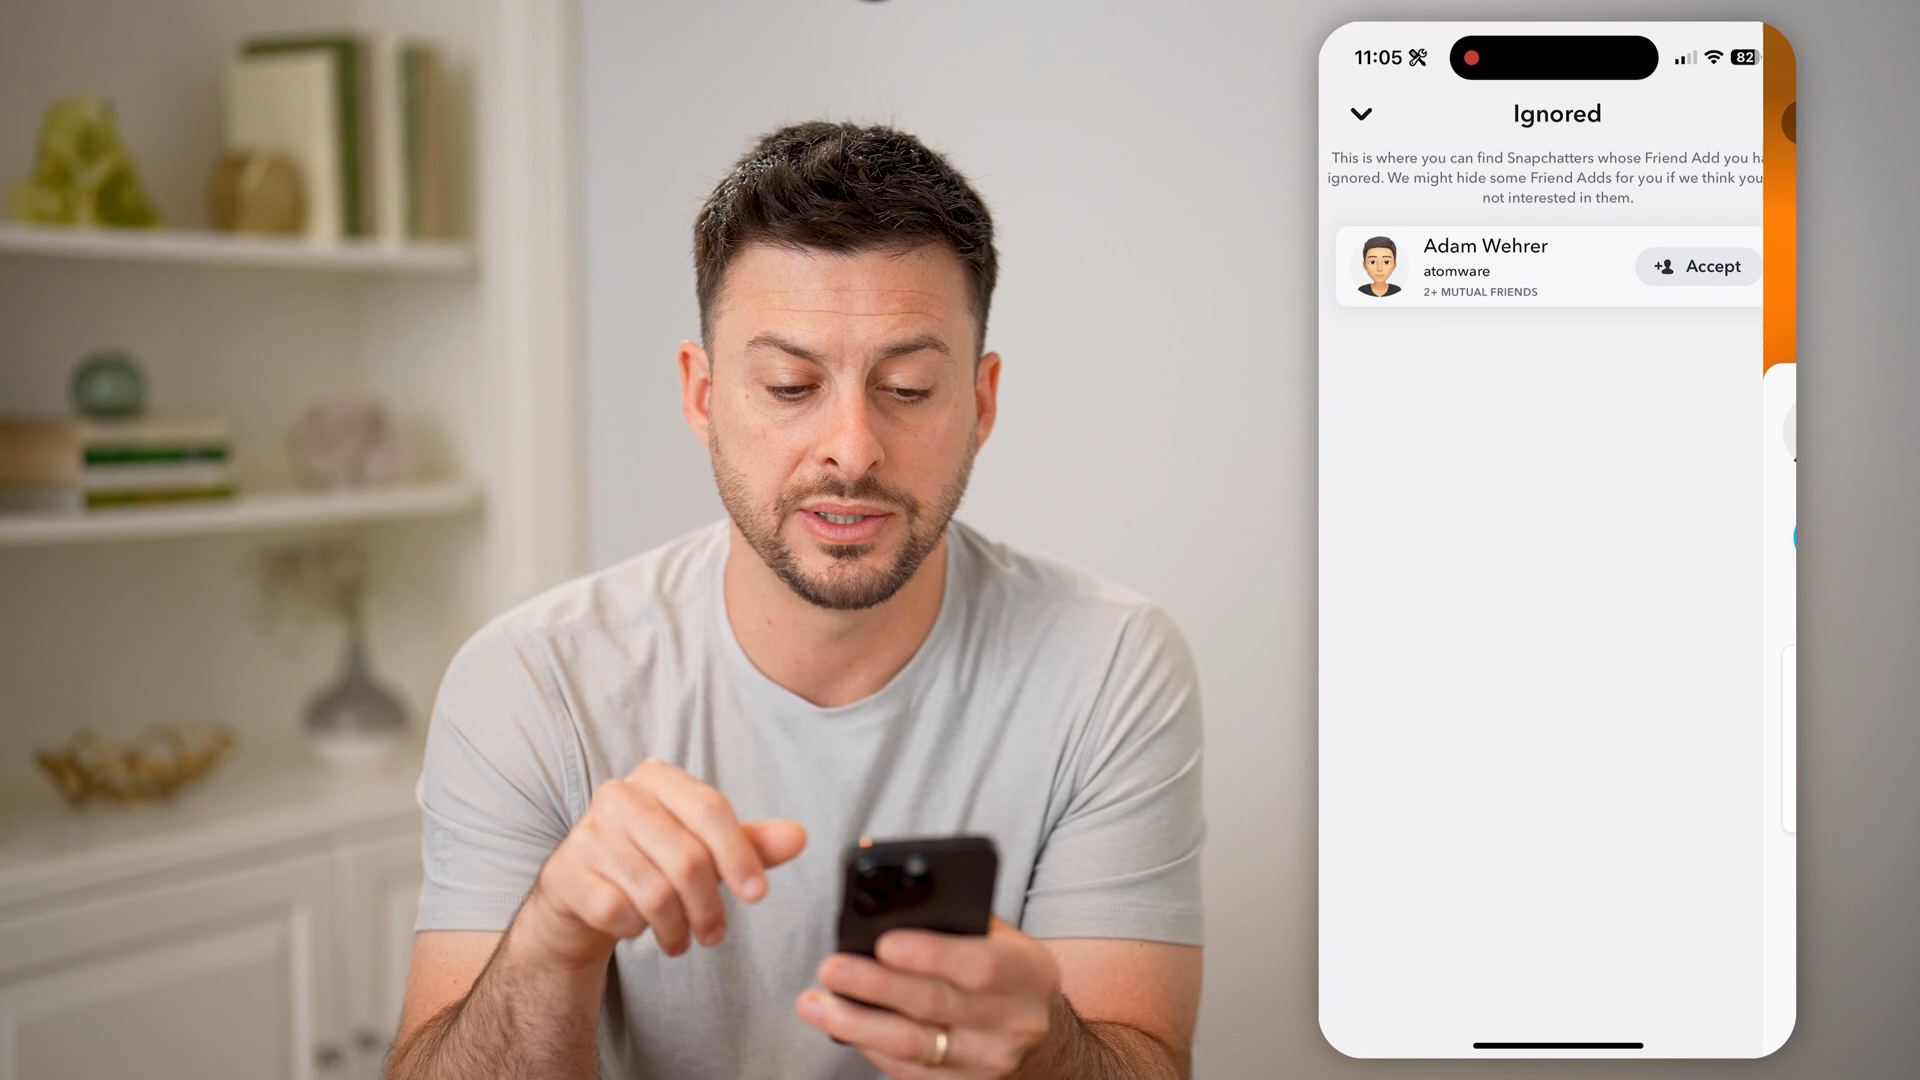 11:05
82
Ignored
This is where you can find Snapchatters whose Friend Add you ha
ignored. We might hide some Friend Adds for you if we think you
not interested in them.
Adam Wehrer
atomware
2+ MUTUAL FRIENDS
Accept